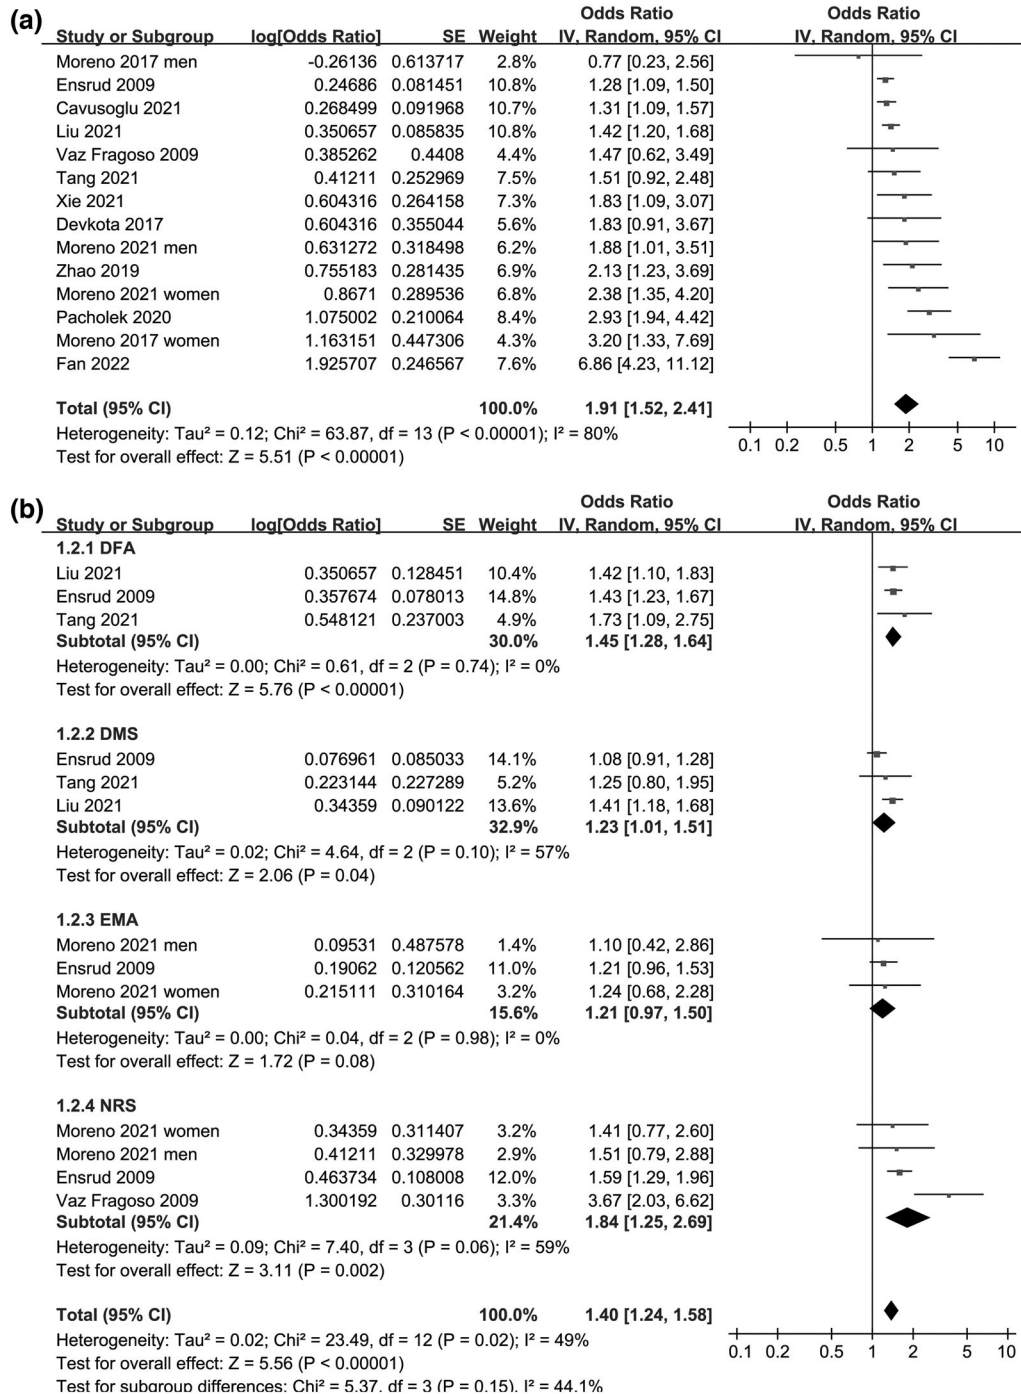 (a)
Odds Ratio Odds Ratio
Study or Subgroup log[Odds Ratio] SE Weight IV, Random, 95% CI IV, Random, 95% CI
Moreno 2017 men -0.26136 0.613717 2.8% 0.77 [0.23, 2.56]
Ensrud 2009 0.24686 0.081451 10.8% 1.28 [1.09, 1.50]
Cavusoglu 2021 0.268499 0.091968 10.7% 1.31 [1.09, 1.57]
Liu 2021 0.350657 0.085835 10.8% 1.42 [1.20, 1.68]
Vaz Fragoso 2009 0.385262 0.4408 4.4% 1.47 [0.62, 3.49]
Tang 2021 0.41211 0.252969 7.5% 1.51 [0.92, 2.48]
Xie 2021 0.604316 0.264158 7.3% 1.83 [1.09, 3.07]
Devkota 2017 0.604316 0.355044 5.6% 1.83 [0.91, 3.67]
Moreno 2021 men 0.631272 0.318498 6.2% 1.88 [1.01, 3.51]
Zhao 2019 0.755183 0.281435 6.9% 2.13 [1.23, 3.69]
Moreno 2021 women 0.8671 0.289536 6.8% 2.38 [1.35, 4.20]
Pacholek 2020 1.075002 0.210064 8.4% 2.93 [1.94, 4.42]
Moreno 2017 women 1.163151 0.447306 4.3% 3.20 [1.33, 7.69]
Fan 2022 1.925707 0.246567 7.6% 6.86 [4.23, 11.12]
Total (95% CI) 100.0% 1.91 [1.52, 2.41]
Heterogeneity: Tau² = 0.12; Chi² = 63.87, df = 13 (P < 0.00001); I² = 80%
Test for overall effect: Z = 5.51 (P < 0.00001)
0.1 0.2 0.5 1 2 5 10
(b)
Odds Ratio Odds Ratio
Study or Subgroup log[Odds Ratio] SE Weight IV, Random, 95% CI IV, Random, 95% CI
1.2.1 DFA
Liu 2021 0.350657 0.128451 10.4% 1.42 [1.10, 1.83]
Ensrud 2009 0.357674 0.078013 14.8% 1.43 [1.23, 1.67]
Tang 2021 0.548121 0.237003 4.9% 1.73 [1.09, 2.75]
Subtotal (95% CI) 30.0% 1.45 [1.28, 1.64]
Heterogeneity: Tau² = 0.00; Chi² = 0.61, df = 2 (P = 0.74); I² = 0%
Test for overall effect: Z = 5.76 (P < 0.00001)
1.2.2 DMS
Ensrud 2009 0.076961 0.085033 14.1% 1.08 [0.91, 1.28]
Tang 2021 0.223144 0.227289 5.2% 1.25 [0.80, 1.95]
Liu 2021 0.34359 0.090122 13.6% 1.41 [1.18, 1.68]
Subtotal (95% CI) 32.9% 1.23 [1.01, 1.51]
Heterogeneity: Tau² = 0.02; Chi² = 4.64, df = 2 (P = 0.10); I² = 57%
Test for overall effect: Z = 2.06 (P = 0.04)
1.2.3 EMA
Moreno 2021 men 0.09531 0.487578 1.4% 1.10 [0.42, 2.86]
Ensrud 2009 0.19062 0.120562 11.0% 1.21 [0.96, 1.53]
Moreno 2021 women 0.215111 0.310164 3.2% 1.24 [0.68, 2.28]
Subtotal (95% CI) 15.6% 1.21 [0.97, 1.50]
Heterogeneity: Tau² = 0.00; Chi² = 0.04, df = 2 (P = 0.98); I² = 0%
Test for overall effect: Z = 1.72 (P = 0.08)
1.2.4 NRS
Moreno 2021 women 0.34359 0.311407 3.2% 1.41 [0.77, 2.60]
Moreno 2021 men 0.41211 0.329978 2.9% 1.51 [0.79, 2.88]
Ensrud 2009 0.463734 0.108008 12.0% 1.59 [1.29, 1.96]
Vaz Fragoso 2009 1.300192 0.30116 3.3% 3.67 [2.03, 6.62]
Subtotal (95% CI) 21.4% 1.84 [1.25, 2.69]
Heterogeneity: Tau² = 0.09; Chi² = 7.40, df = 3 (P = 0.06); I² = 59%
Test for overall effect: Z = 3.11 (P = 0.002)
Total (95% CI) 100.0% 1.40 [1.24, 1.58]
Heterogeneity: Tau² = 0.02; Chi² = 23.49, df = 12 (P = 0.02); I² = 49%
Test for overall effect: Z = 5.56 (P < 0.00001)
Test for subgroup differences: Chi² = 5.37, df = 3 (P = 0.15), I² = 44.1%
0.1 0.2 0.5 1 2 5 10